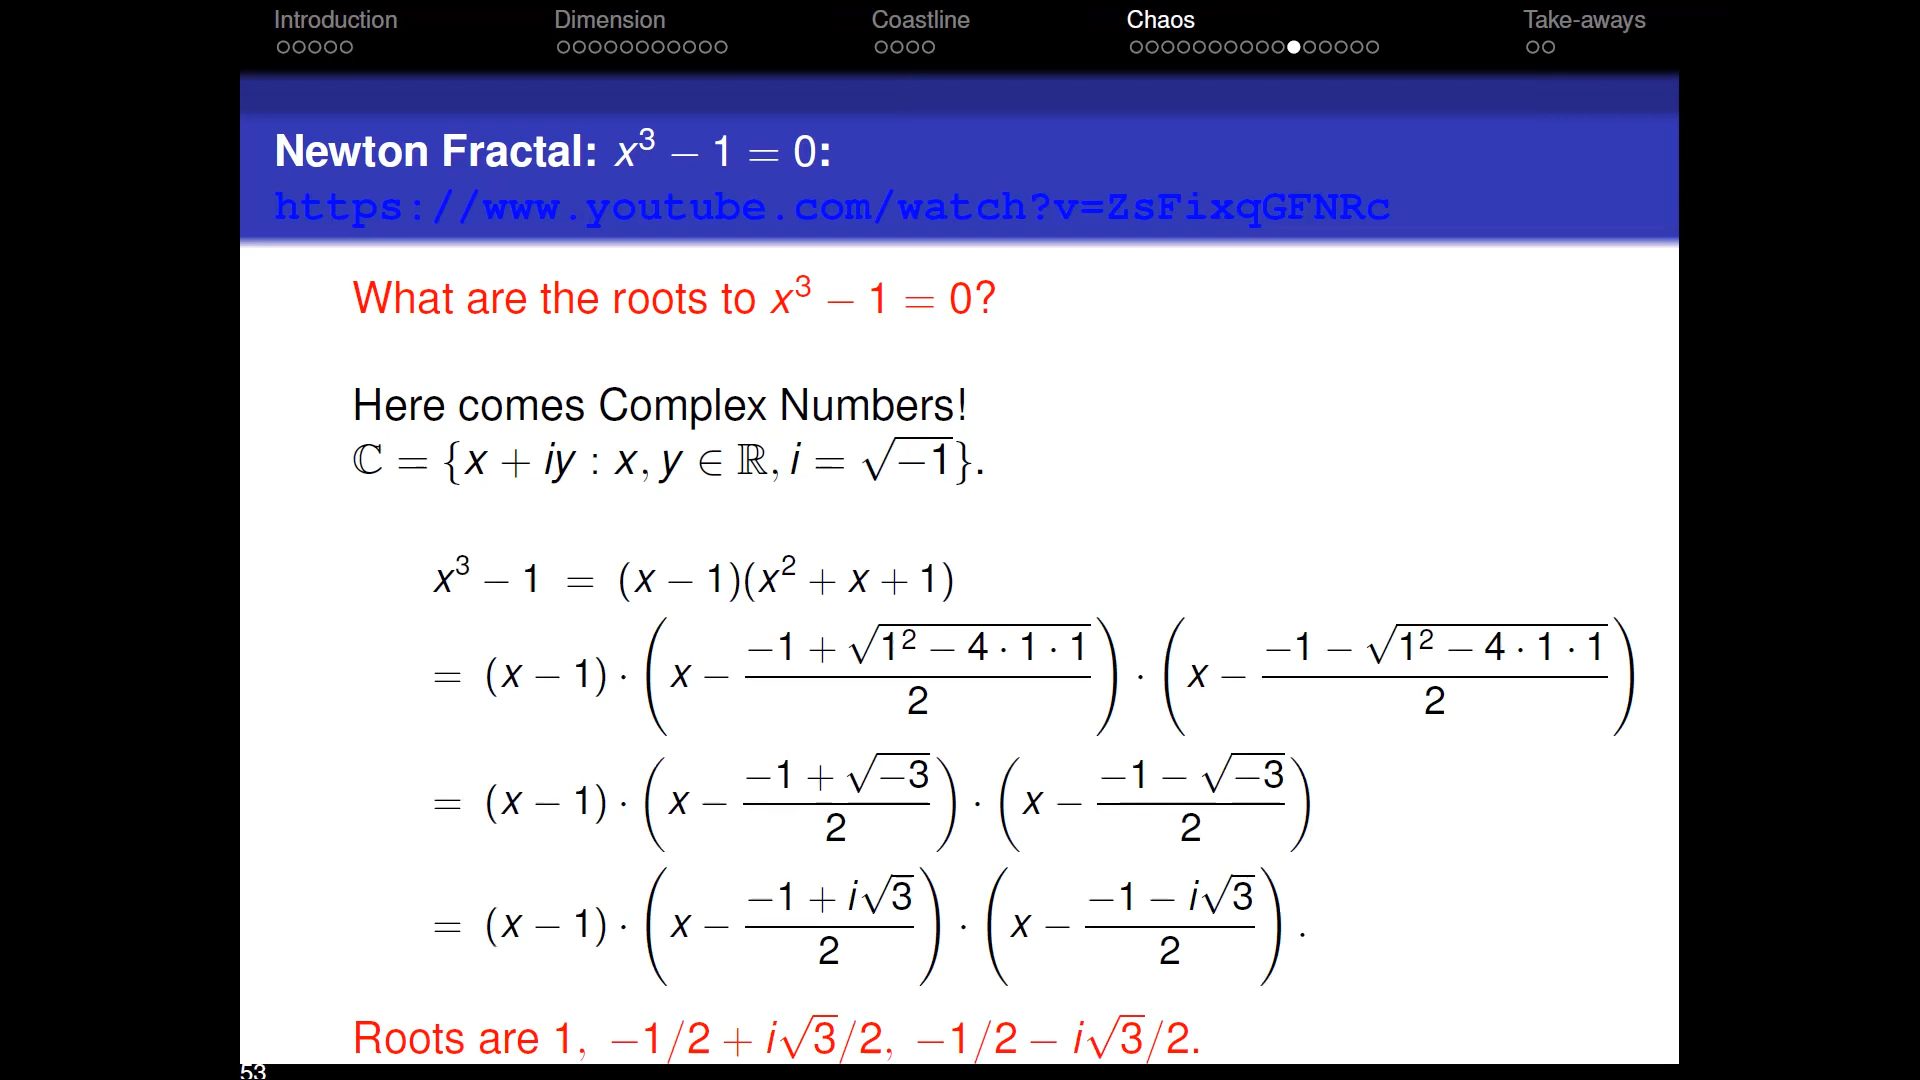 Introduction Dimension Coastline Chaos Take-aways
Newton Fractal: x³ − 1 = 0:
https://www.youtube.com/watch?v=ZsFixqGFNRc
What are the roots to x³ − 1 = 0?
Here comes Complex Numbers!
ℂ = {x + iy : x, y ∈ ℝ, i = √−1}.
x³ − 1 = (x − 1)(x² + x + 1)
= (x − 1) · (x − (−1 + √(1² − 4 · 1 · 1))/2) · (x − (−1 − √(1² − 4 · 1 · 1))/2)
= (x − 1) · (x − (−1 + √−3)/2) · (x − (−1 − √−3)/2)
= (x − 1) · (x − (−1 + i√3)/2) · (x − (−1 − i√3)/2).
Roots are 1, −1/2 + i√3/2, −1/2 − i√3/2.
53